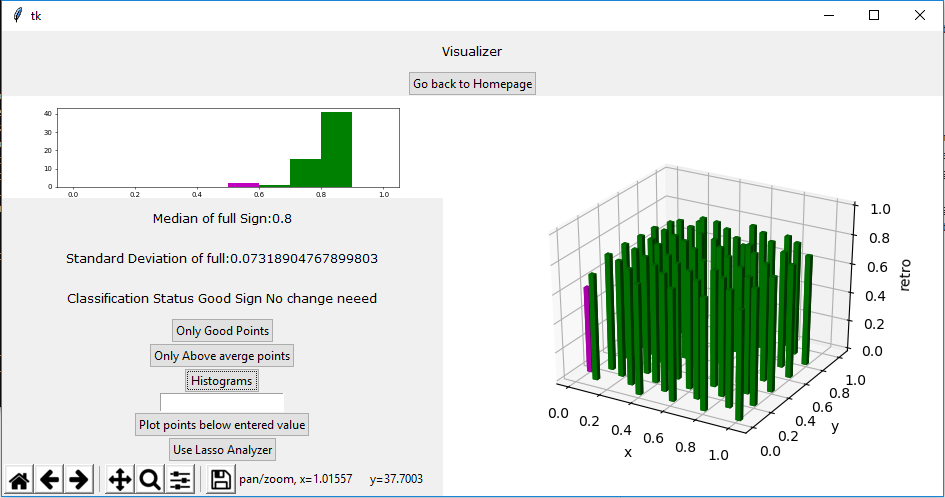 tk
Visualizer
Go back to Homepage
40
30
20
10
0
0.0 0.2 0.4 0.6 0.8 1.0
Median of full Sign:0.8
Standard Deviation of full:0.07318904767899803
Classification Status Good Sign No change neeed
Only Good Points
Only Above averge points
Histograms
Plot points below entered value
Use Lasso Analyzer
pan/zoom, x=1.01557 y=37.7003
1.0
0.8
0.6
0.4
0.2
0.0
retro
0.0 0.2 0.4 0.6 0.8 1.0
x
0.0 0.2 0.4 0.6 0.8 1.0
y